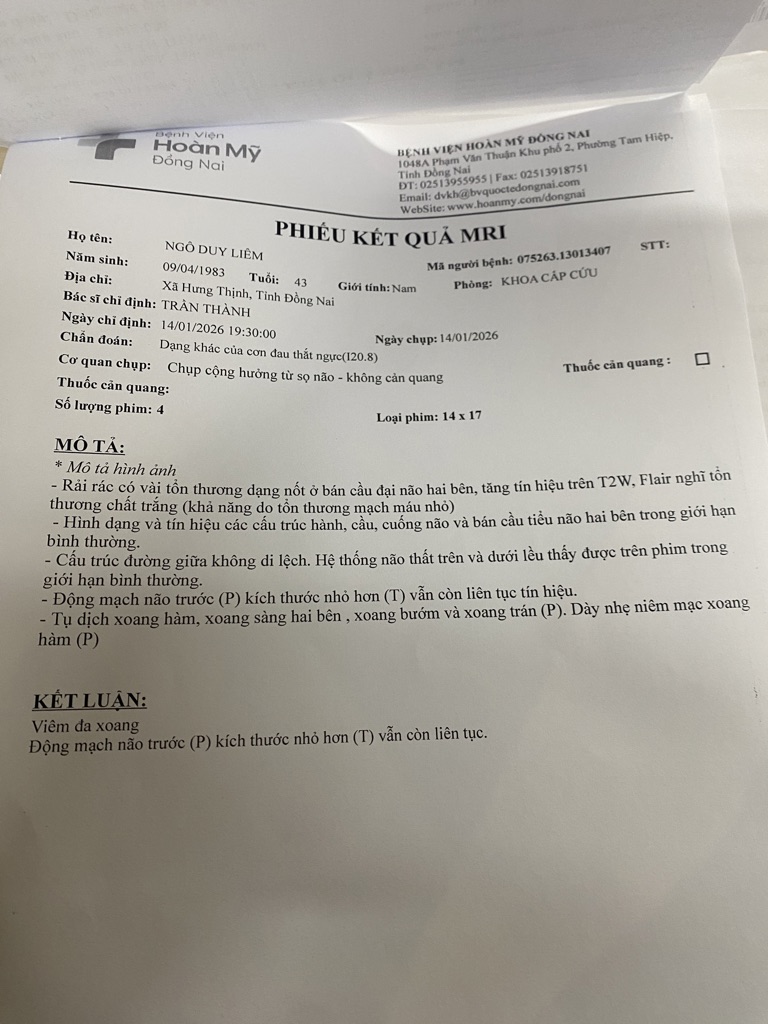 Bệnh Viện
Hoàn Mỹ
Đồng Nai
BỆNH VIỆN HOÀN MỸ ĐỒNG NAI
1048A Phạm Văn Thuận Khu phố 2, Phường Tam Hiệp,
Tỉnh Đồng Nai
ĐT: 02513955955 | Fax: 02513918751
Email: dvkh@bvquoctedongnai.com
WebSite: www.hoanmy.com/dongnai
PHIẾU KẾT QUẢ MRI
Họ tên: NGÔ DUY LIÊM
Mã người bệnh: 075263.13013407 STT:
Năm sinh: 09/04/1983 Tuổi: 43 Giới tính: Nam Phòng: KHOA CẤP CỨU
Địa chỉ: Xã Hưng Thịnh, Tỉnh Đồng Nai
Bác sĩ chỉ định: TRẦN THÀNH
Ngày chỉ định: 14/01/2026 19:30:00 Ngày chụp: 14/01/2026
Chẩn đoán: Dạng khác của cơn đau thắt ngực(I20.8)
Cơ quan chụp: Chụp cộng hưởng từ sọ não - không cản quang Thuốc cản quang :
Thuốc cản quang:
Số lượng phim: 4 Loại phim: 14 x 17
MÔ TẢ:
* Mô tả hình ảnh
- Rải rác có vài tổn thương dạng nốt ở bán cầu đại não hai bên, tăng tín hiệu trên T2W, Flair nghĩ tổn
thương chất trắng (khả năng do tổn thương mạch máu nhỏ)
- Hình dạng và tín hiệu các cấu trúc hành, cầu, cuống não và bán cầu tiểu não hai bên trong giới hạn
bình thường.
- Cấu trúc đường giữa không di lệch. Hệ thống não thất trên và dưới lều thấy được trên phim trong
giới hạn bình thường.
- Động mạch não trước (P) kích thước nhỏ hơn (T) vẫn còn liên tục tín hiệu.
- Tụ dịch xoang hàm, xoang sàng hai bên , xoang bướm và xoang trán (P). Dày nhẹ niêm mạc xoang
hàm (P)
KẾT LUẬN:
Viêm đa xoang
Động mạch não trước (P) kích thước nhỏ hơn (T) vẫn còn liên tục.